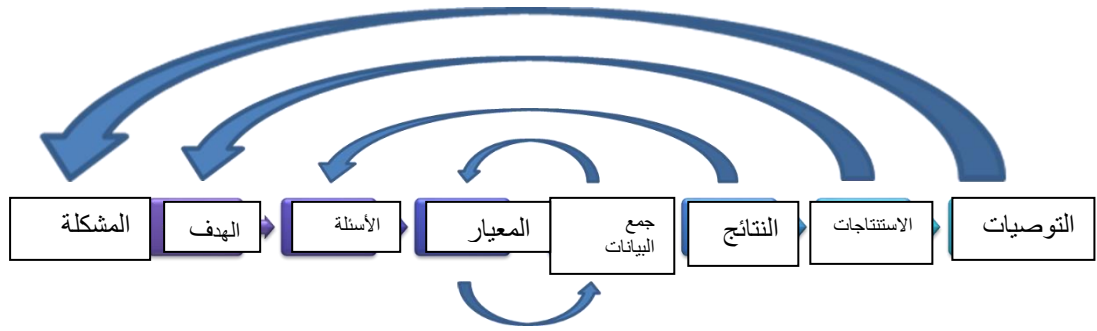 المشكلة
الهدف
الأسئلة
المعيار
جمع
البيانات
النتائج
الاستنتاجات
التوصيات